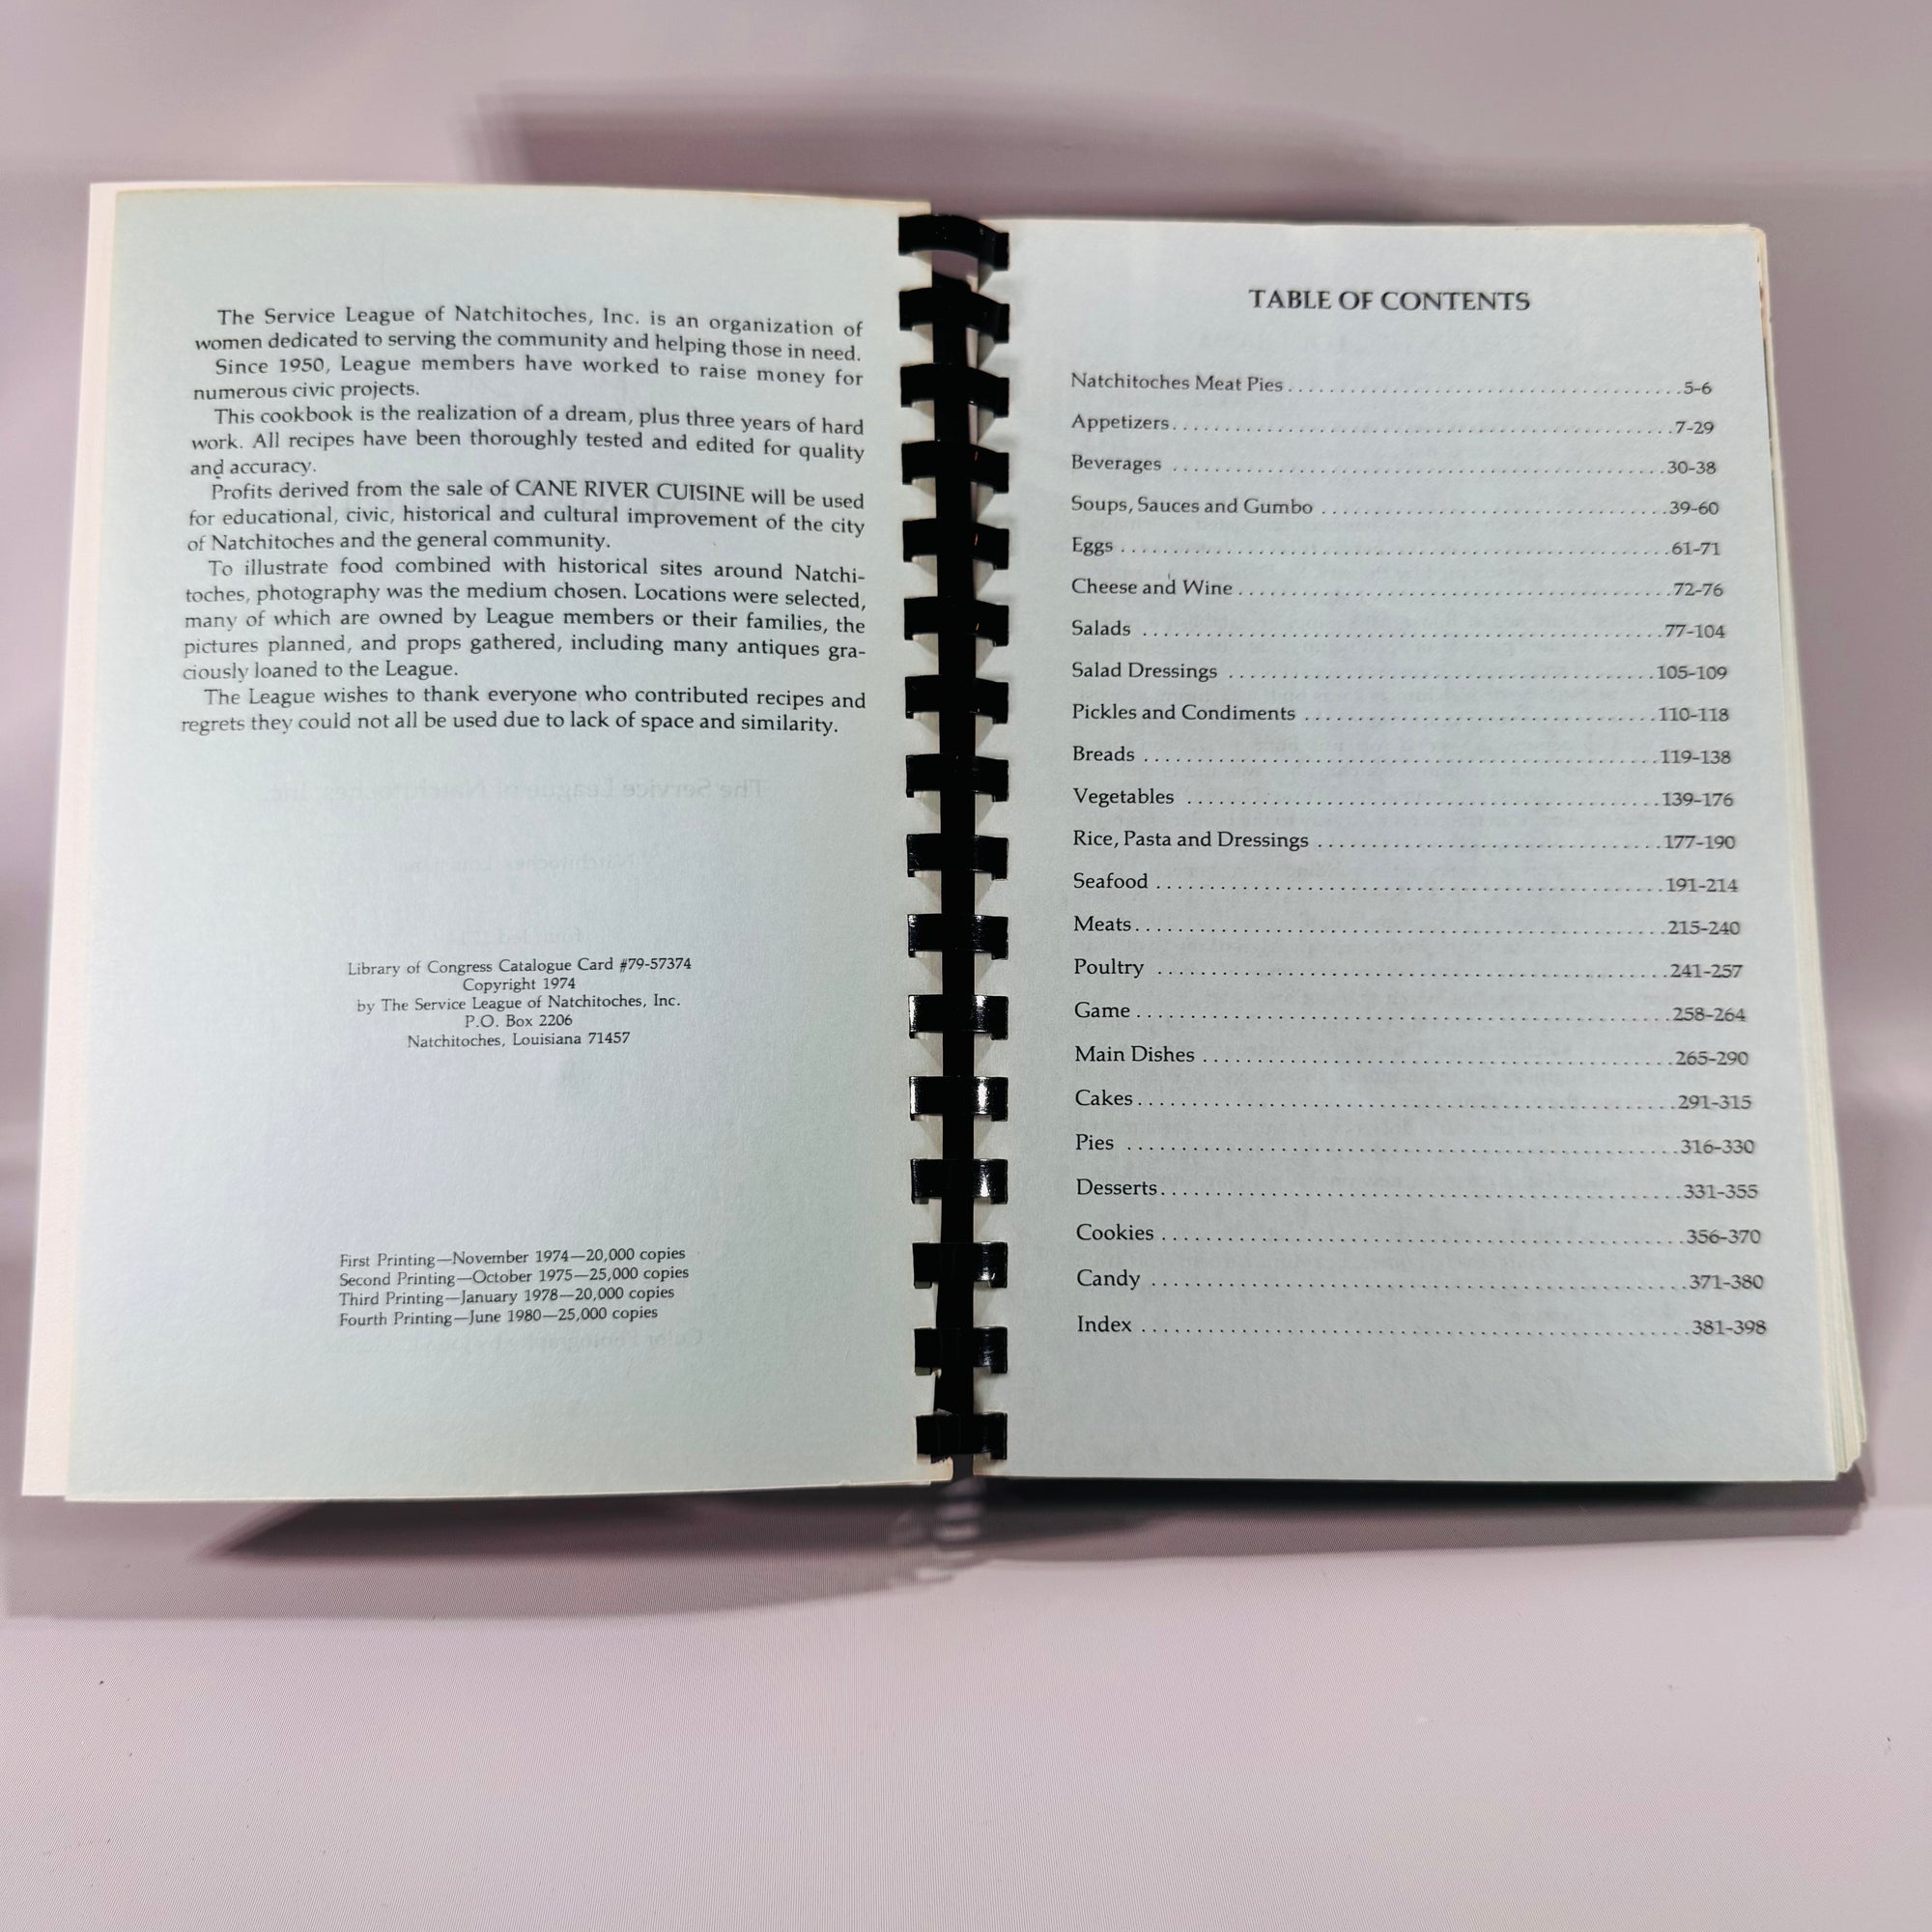 The Service League of Natchitoches, Inc. is an organization of
women dedicated to serving the community and helping those in need.
Since 1950, League members have worked to raise money for
numerous civic projects.
This cookbook is the realization of a dream, plus three years of hard
work. All recipes have been thoroughly tested and edited for quality
and accuracy.
Profits derived from the sale of CANE RIVER CUISINE will be used
for educational, civic, historical and cultural improvement of the city
of Natchitoches and the general community.
To illustrate food combined with historical sites around Natchi-
toches, photography was the medium chosen. Locations were selected,
many of which are owned by League members or their families, the
pictures planned, and props gathered, including many antiques gra-
ciously loaned to the League.
The League wishes to thank everyone who contributed recipes and
regrets they could not all be used due to lack of space and similarity.
Library of Congress Catalogue Card #79-57374
Copyright 1974
by The Service League of Natchitoches, Inc.
P.O. Box 2206
Natchitoches, Louisiana 71457
First Printing—November 1974—20,000 copies
Second Printing—October 1975—25,000 copies
Third Printing—January 1978—20,000 copies
Fourth Printing—June 1980—25,000 copies
TABLE OF CONTENTS
Natchitoches Meat Pies . . . . . . . . . . 5-6
Appetizers . . . . . . . . . . 7-29
Beverages . . . . . . . . . . 30-38
Soups, Sauces and Gumbo . . . . . . . . . . 39-60
Eggs . . . . . . . . . . 61-71
Cheese and Wine . . . . . . . . . . 72-76
Salads . . . . . . . . . . 77-104
Salad Dressings . . . . . . . . . . 105-109
Pickles and Condiments . . . . . . . . . . 110-118
Breads . . . . . . . . . . 119-138
Vegetables . . . . . . . . . . 139-176
Rice, Pasta and Dressings . . . . . . . . . . 177-190
Seafood . . . . . . . . . . 191-214
Meats . . . . . . . . . . 215-240
Poultry . . . . . . . . . . 241-257
Game . . . . . . . . . . 258-264
Main Dishes . . . . . . . . . . 265-290
Cakes . . . . . . . . . . 291-315
Pies . . . . . . . . . . 316-330
Desserts . . . . . . . . . . 331-355
Cookies . . . . . . . . . . 356-370
Candy . . . . . . . . . . 371-380
Index . . . . . . . . . . 381-398